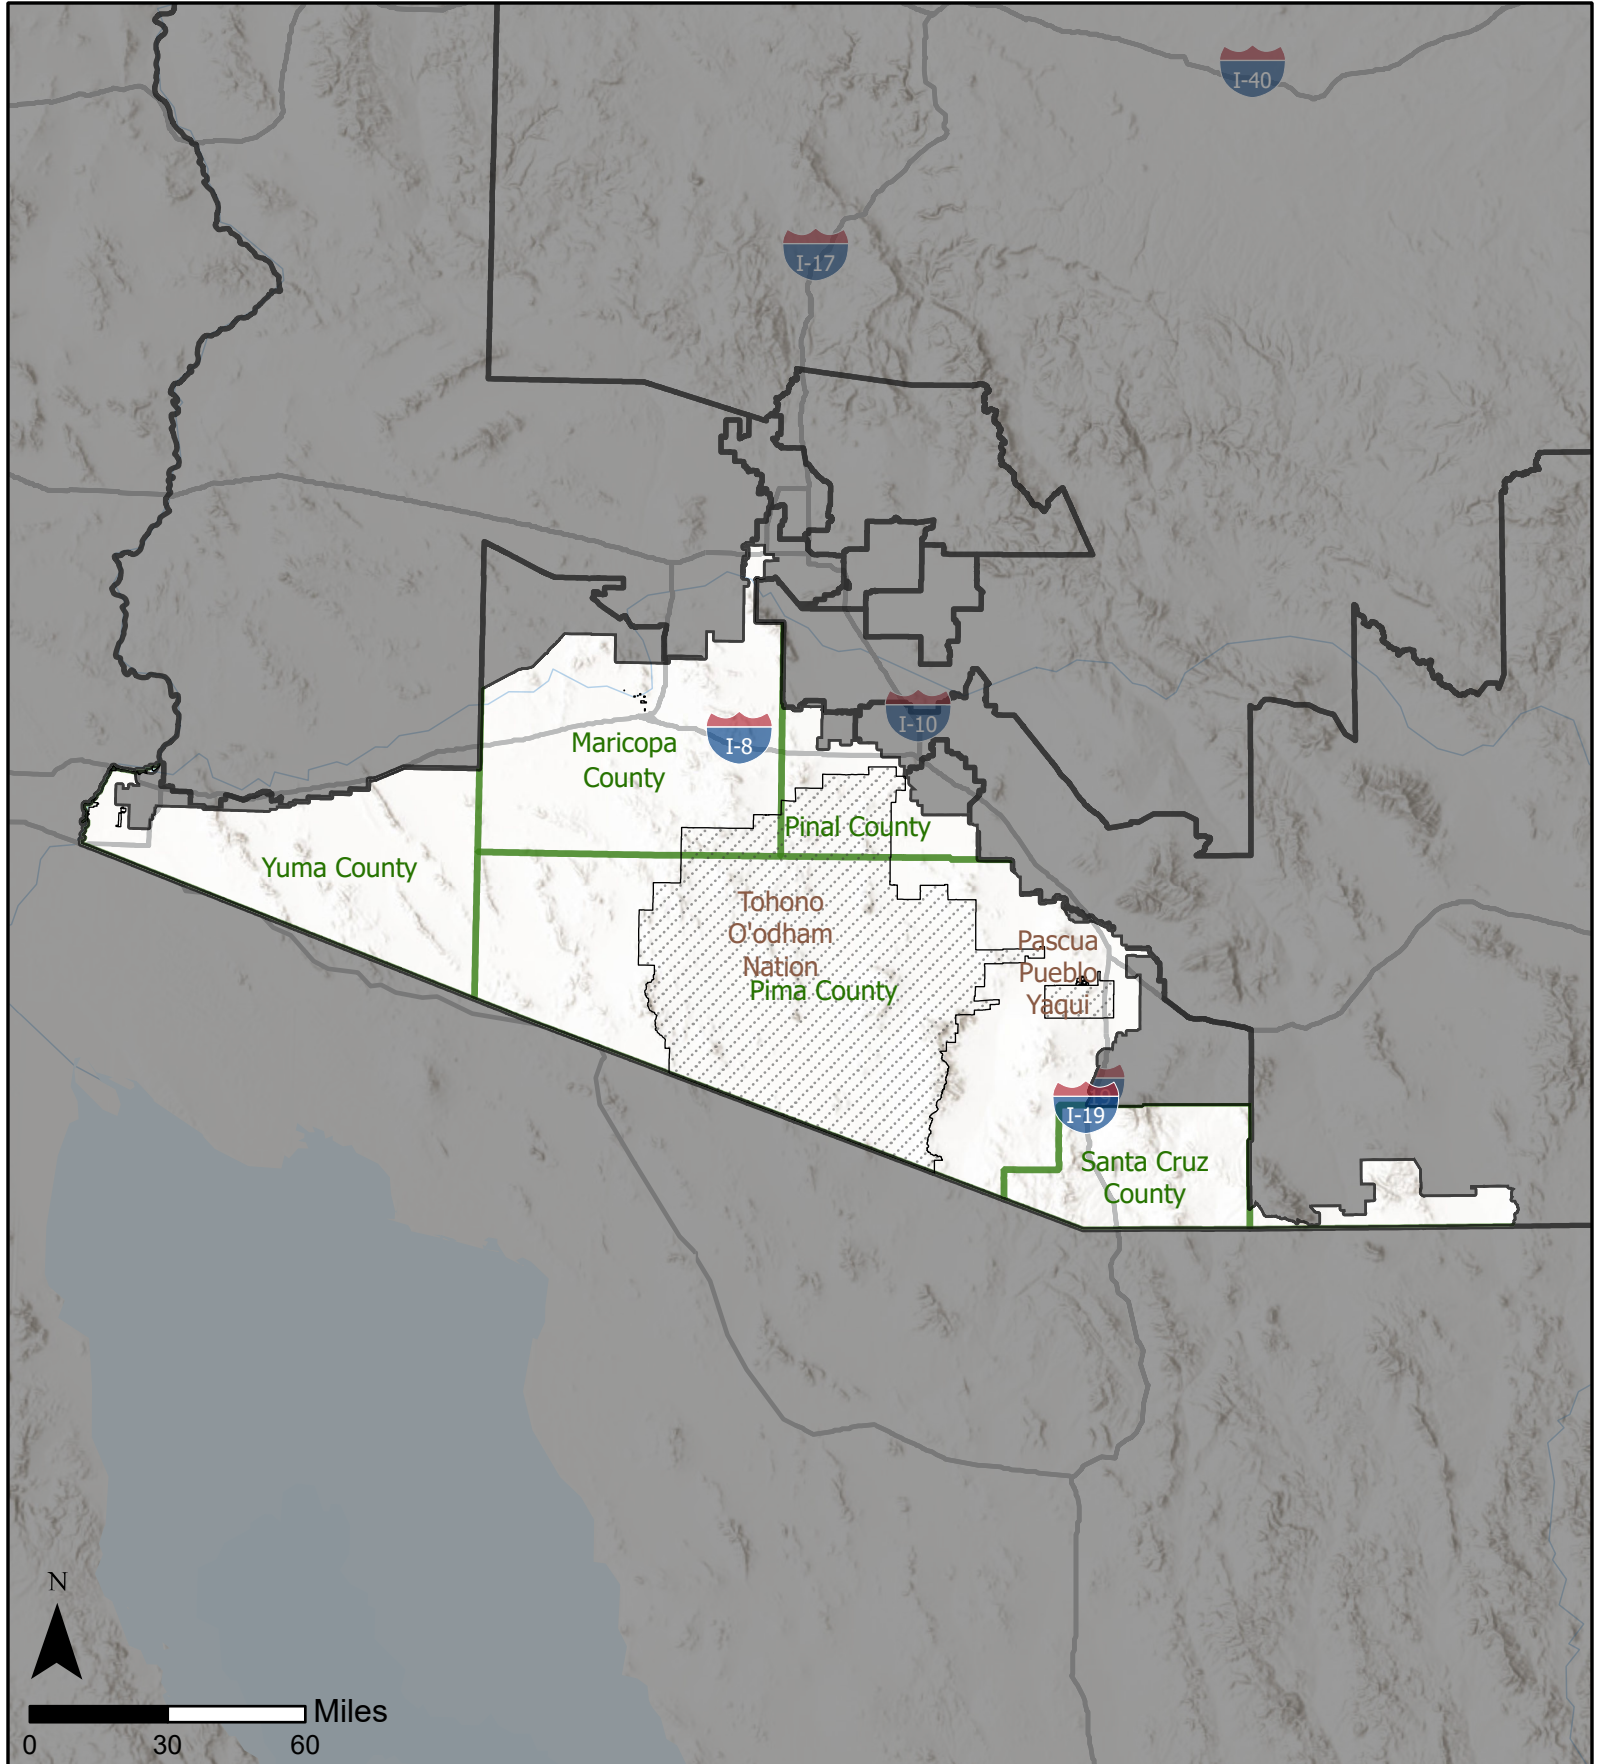 I-40
I-17
I-10
I-8
Maricopa
County
Pinal County
Yuma County
Tohono
O'odham
Nation
Pima County
Pascua
Pueblo
Yaqui
19
I-19
Santa Cruz
County
N
Miles
0 30 60